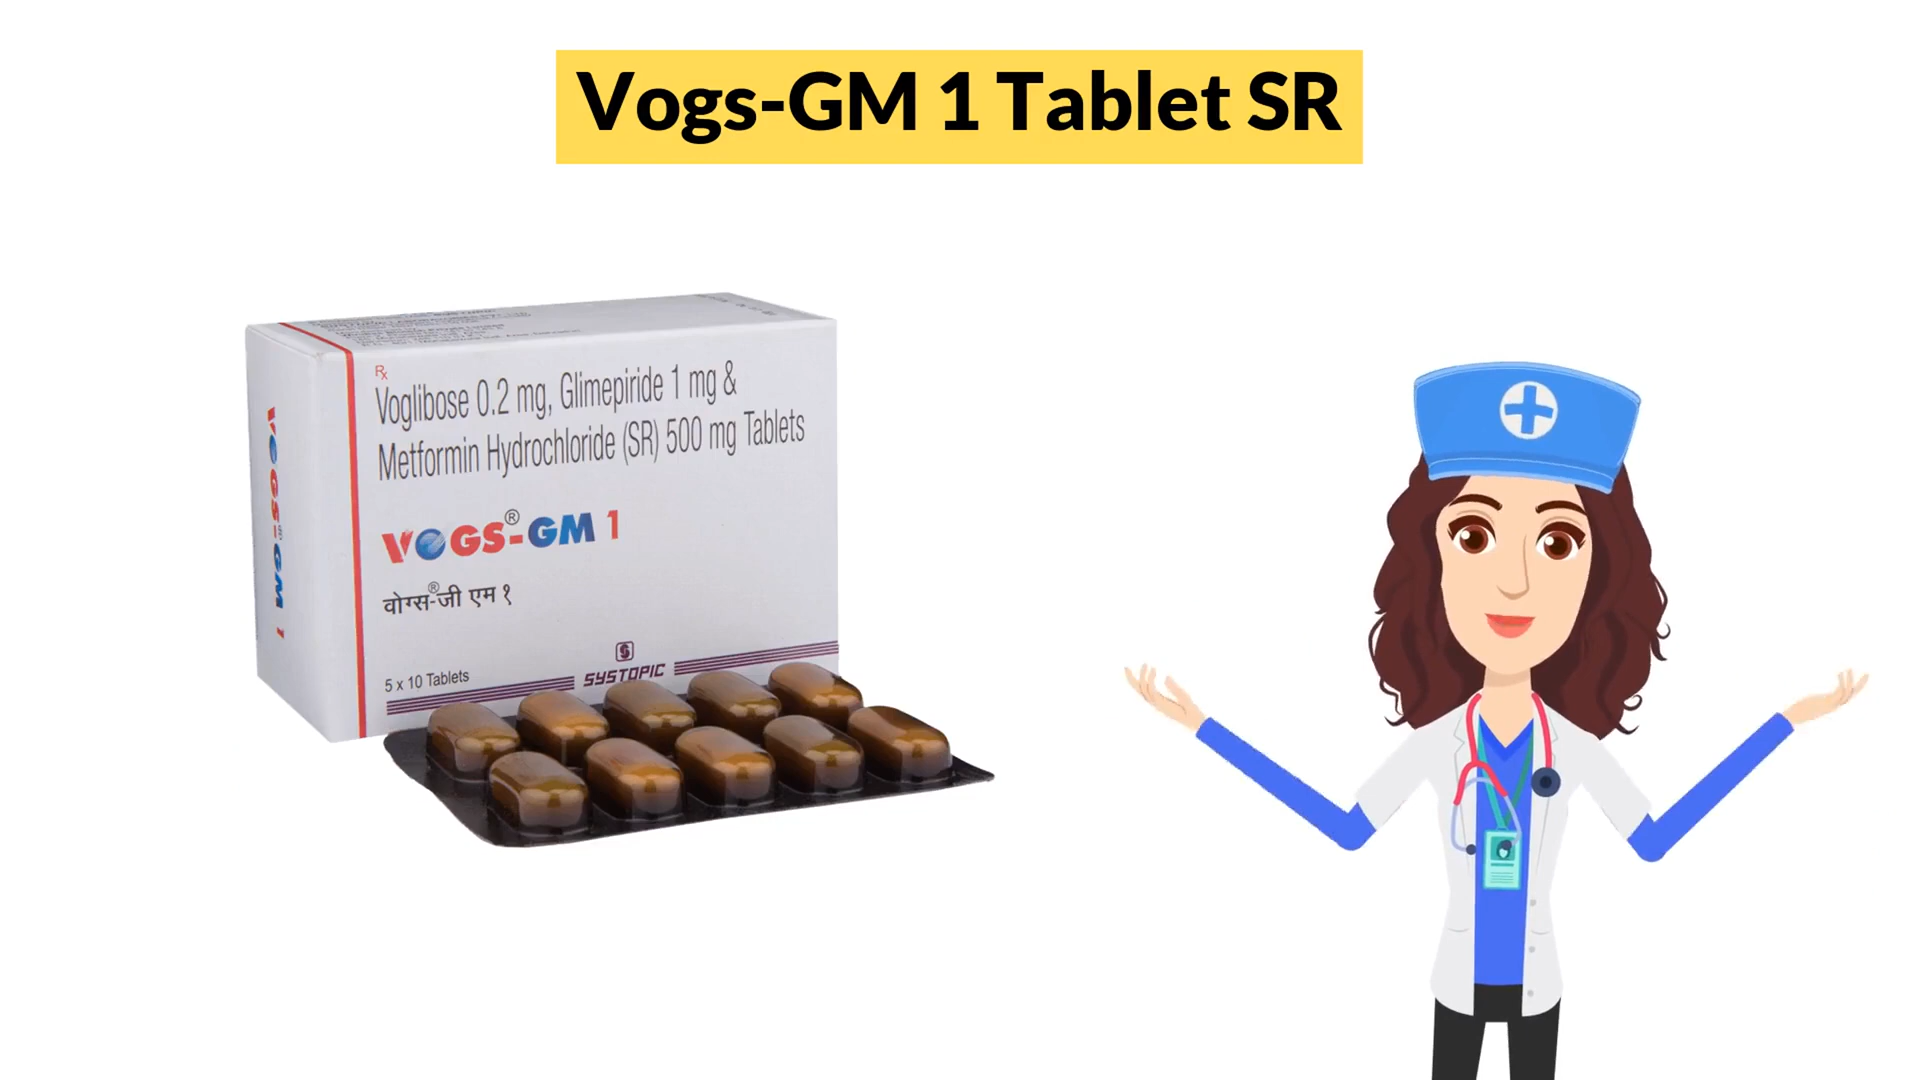 Vogs-GM 1 Tablet SR
Rx
Voglibose 0.2 mg, Glimepiride 1 mg &
Metformin Hydrochloride (SR) 500 mg Tablets
VOGS®-GM 1
VOGS®-GM 1
वोग्स®-जी एम १
5 x 10 Tablets
SYSTOPIC